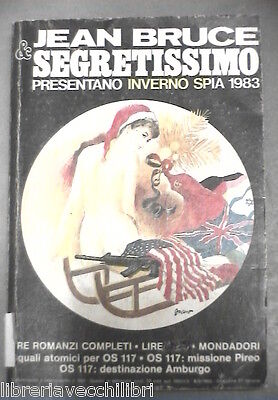 JEAN BRUCE
& SEGRETISSIMO
PRESENTANO INVERNO SPIA 1983
RE ROMANZI COMPLETI • LIRE • MONDADORI
quali atomici per OS 117 • OS 117: missione Pireo
OS 117: destinazione Amburgo
libreriavecchilibri